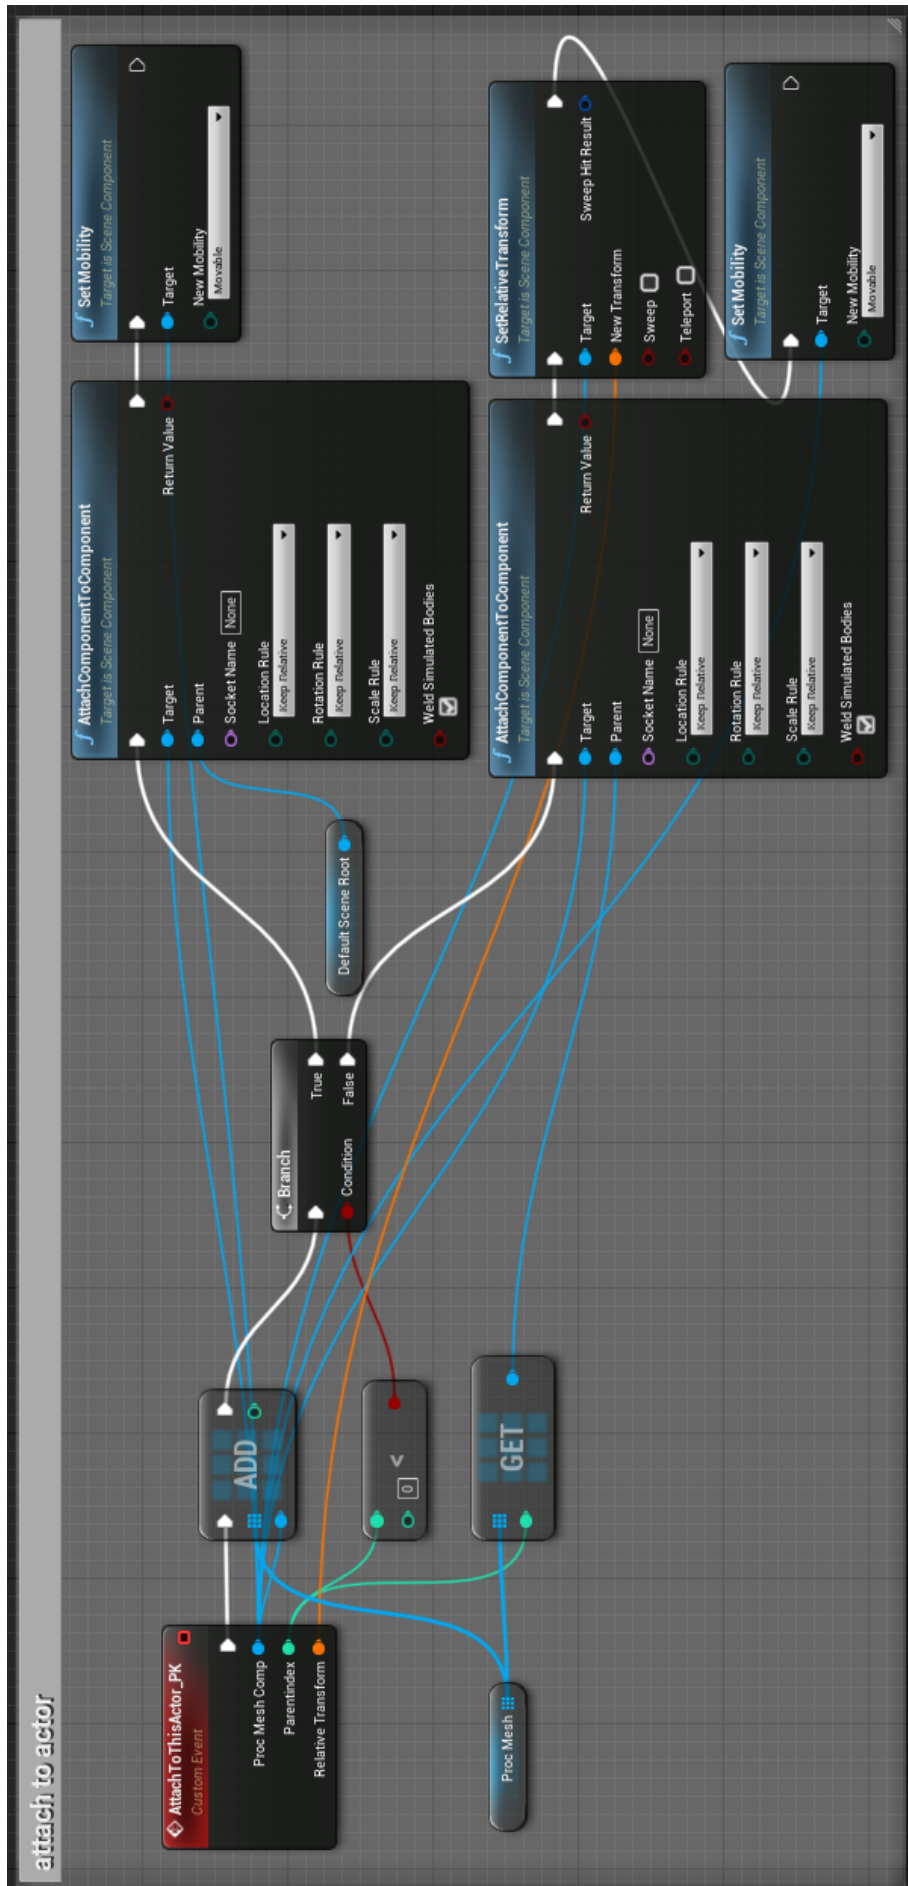 attach to actor
AttachToThisActor_PK
Custom Event
Proc Mesh Comp
Parentindex
Relative Transform
Proc Mesh
ADD
<
0
GET
Branch
True
Condition
False
Default Scene Root
AttachComponentToComponent
Target is Scene Component
Target
Return Value
Parent
Socket Name None
Location Rule
Keep Relative
Rotation Rule
Keep Relative
Scale Rule
Keep Relative
Weld Simulated Bodies
SetMobility
Target is Scene Component
Target
New Mobility
Movable
AttachComponentToComponent
Target is Scene Component
Target
Return Value
Parent
Socket Name None
Location Rule
Keep Relative
Rotation Rule
Keep Relative
Scale Rule
Keep Relative
Weld Simulated Bodies
SetRelativeTransform
Target is Scene Component
Target
Sweep Hit Result
New Transform
Sweep
Teleport
Set Mobility
Target is Scene Component
Target
New Mobility
Movable